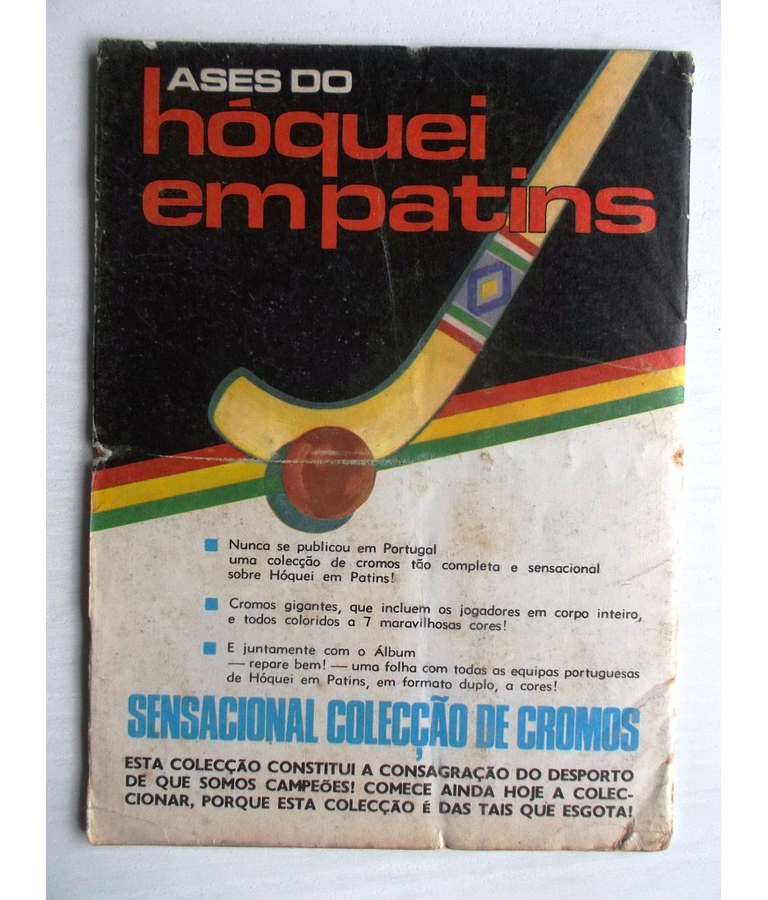 ASES DO
hóquei
em patins
Nunca se publicou em Portugal
uma colecção de cromos tão completa e sensacional
sobre Hóquei em Patins!
Cromos gigantes, que incluem os jogadores em corpo inteiro,
e todos coloridos a 7 maravilhosas cores!
E juntamente com o Álbum
— repare bem! — uma folha com todas as equipas portuguesas
de Hóquei em Patins, em formato duplo, a cores!
SENSACIONAL COLECÇÃO DE CROMOS
ESTA COLECÇÃO CONSTITUI A CONSAGRAÇÃO DO DESPORTO
DE QUE SOMOS CAMPEÕES! COMECE AINDA HOJE A COLEC-
CIONAR, PORQUE ESTA COLECÇÃO É DAS TAIS QUE ESGOTA!